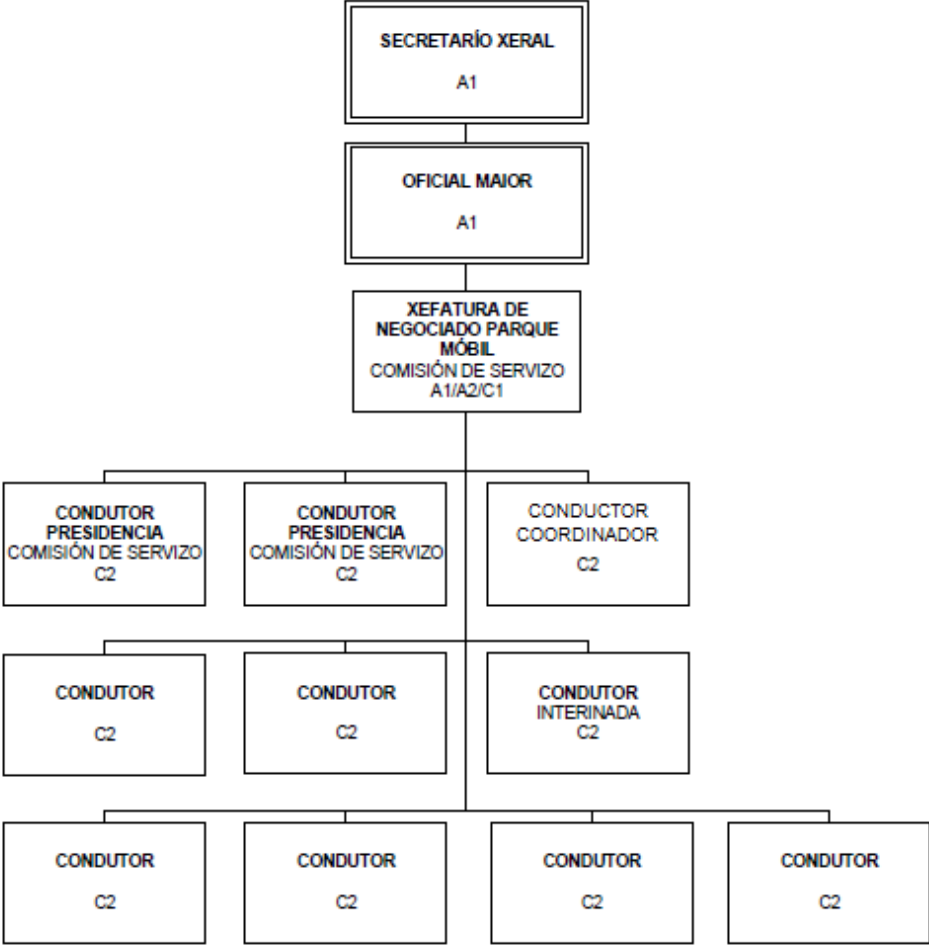 SECRETARÍO XERAL
A1
OFICIAL MAIOR
A1
XEFATURA DE
NEGOCIADO PARQUE
MÓBIL
COMISIÓN DE SERVIZO
A1/A2/C1
CONDUTOR
PRESIDENCIA
COMISIÓN DE SERVIZO
C2
CONDUTOR
PRESIDENCIA
COMISIÓN DE SERVIZO
C2
CONDUCTOR
COORDINADOR
C2
CONDUTOR
C2
CONDUTOR
C2
CONDUTOR
INTERINADA
C2
CONDUTOR
C2
CONDUTOR
C2
CONDUTOR
C2
CONDUTOR
C2